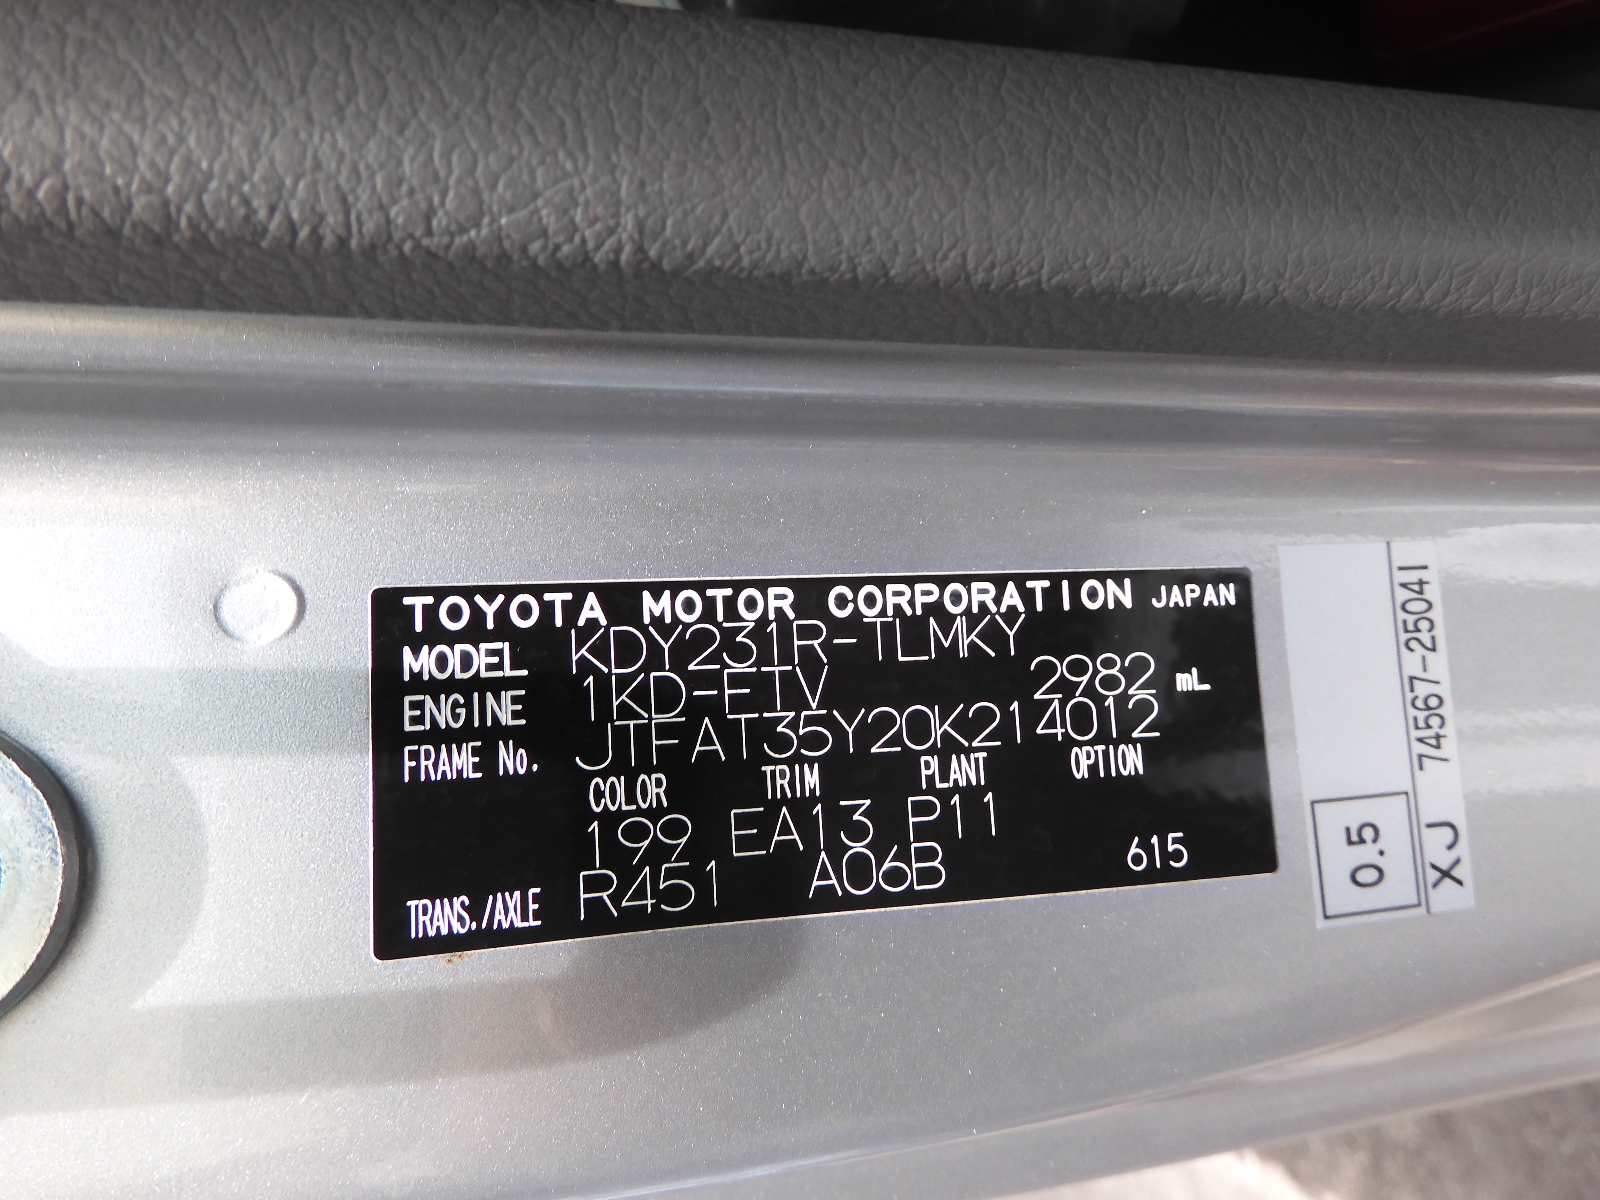 TOYOTA MOTOR CORPORATION JAPAN
MODEL KDY231R-TLMKY
ENGINE 1KD-FTV 2982 mL
FRAME No. JTFAT35Y20K214012
COLOR TRIM PLANT OPTION
199 EA13 P11
TRANS./AXLE R451 A06B 615
0.5
XJ 74567-25041